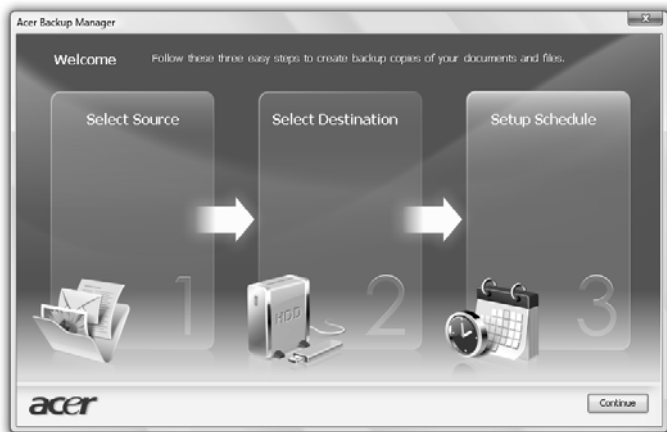 Acer Backup Manager
Welcome Follow these three easy steps to create backup copies of your documents and files.
Select Source
Select Destination
Setup Schedule
1
HDD
2
3
acer
Continue